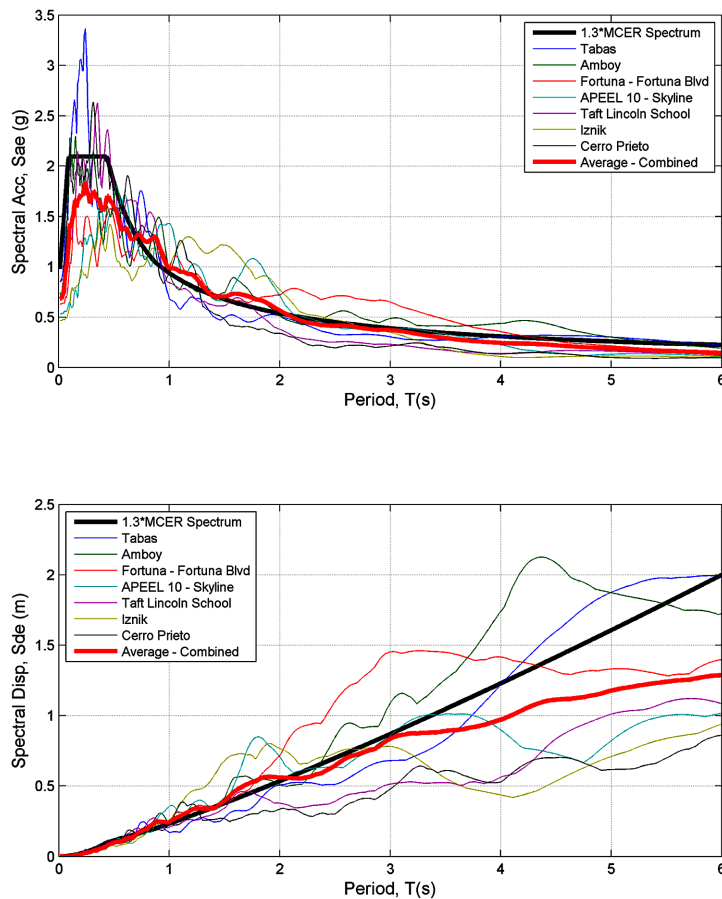 3.5
3
2.5
2
1.5
1
0.5
0
Spectral Acc, Sae (g)
1.3*MCER Spectrum
Tabas
Amboy
Fortuna - Fortuna Blvd
APEEL 10 - Skyline
Taft Lincoln School
Iznik
Cerro Prieto
Average - Combined
0 1 2 3 4 5 6
Period, T(s)
2.5
2
1.5
1
0.5
0
Spectral Disp, Sde (m)
1.3*MCER Spectrum
Tabas
Amboy
Fortuna - Fortuna Blvd
APEEL 10 - Skyline
Taft Lincoln School
Iznik
Cerro Prieto
Average - Combined
0 1 2 3 4 5 6
Period, T(s)